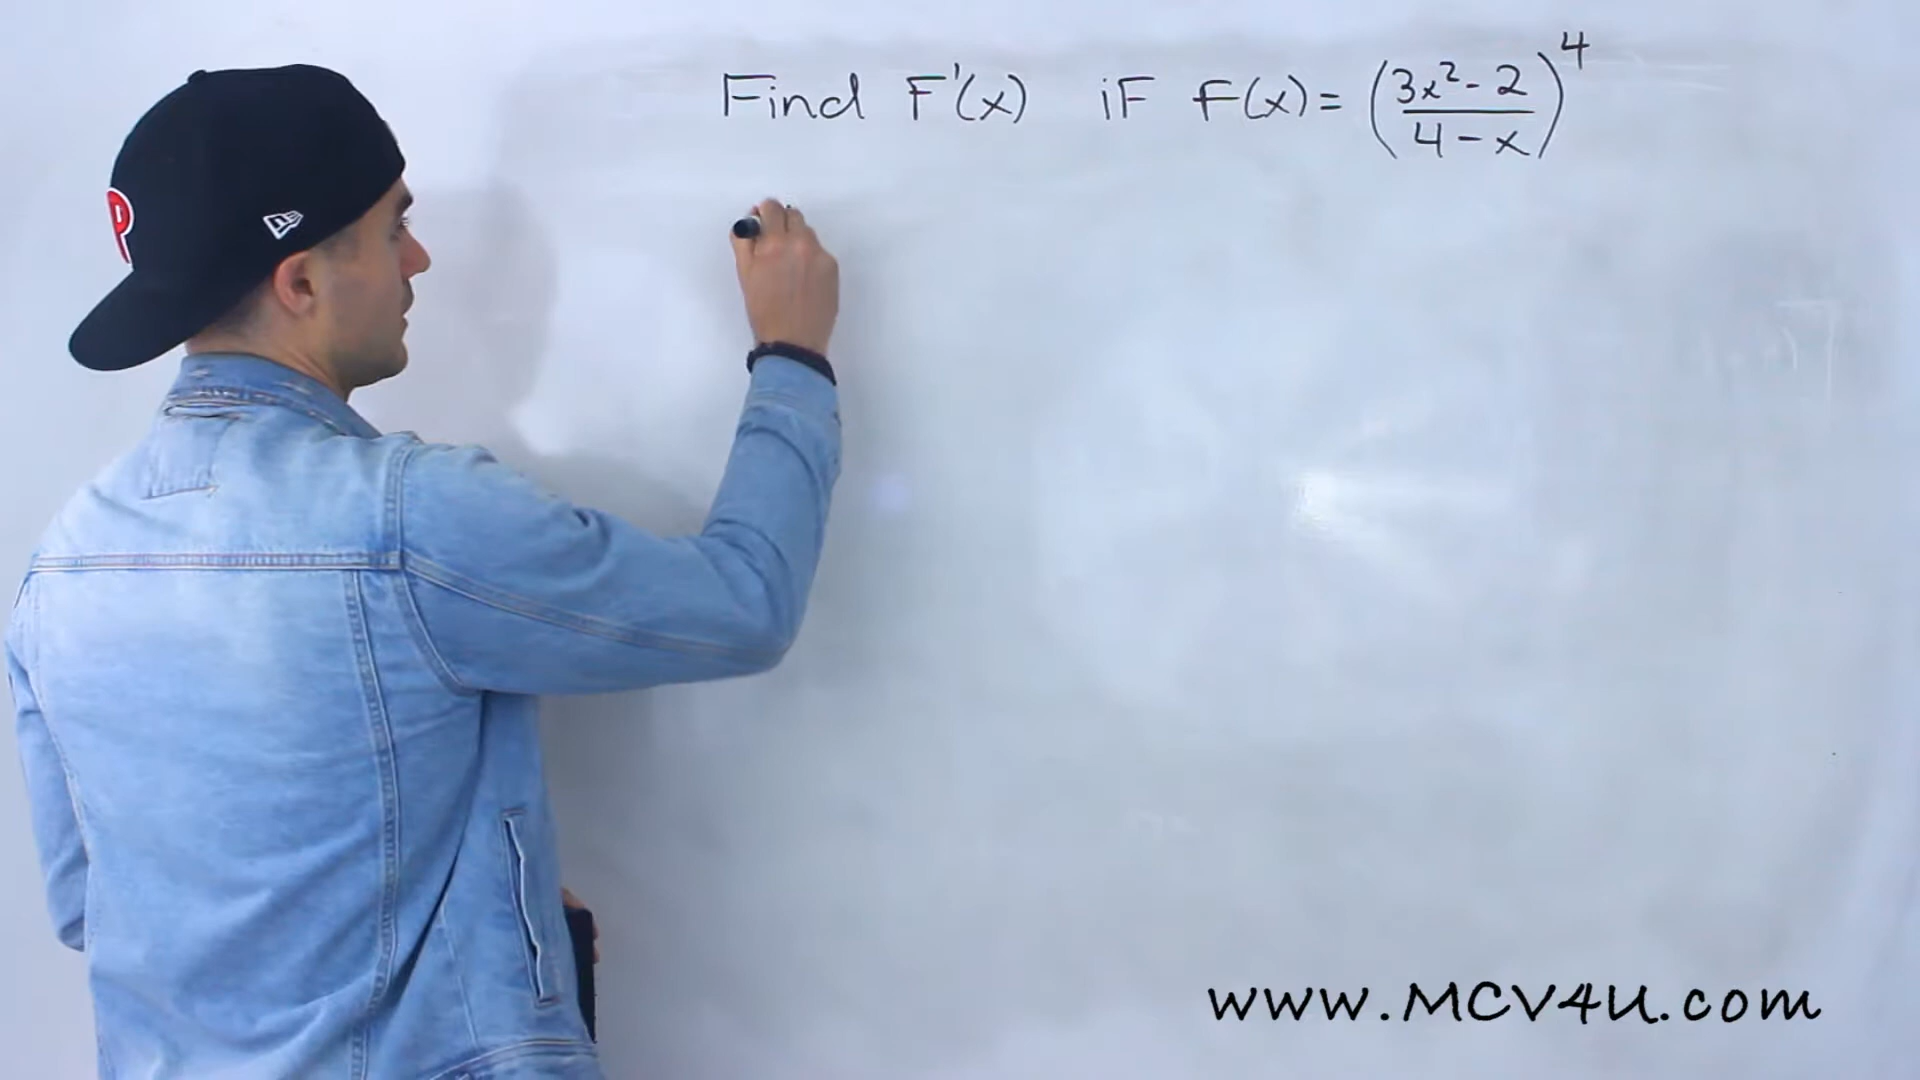 Find F'(x) iF F(x) = ((3x² - 2)/(4 - x))⁴
P
www.MCV4U.com